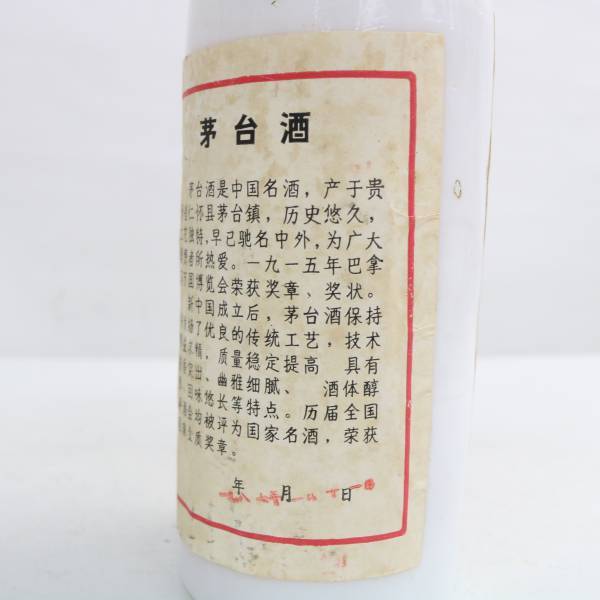 茅台酒
茅台酒是中国名酒，产于贵
仁怀县茅台镇，历史悠久，
艺独特，早已驰名中外，为广大
者所热爱。一九一五年巴拿
万国博览会荣获奖章、奖状。
新中国成立后，茅台酒保持
扬了优良的传统工艺，技术
精，质量稳定提高 具有
出、幽雅细腻、 酒体醇
味悠长等特点。历届全国
会均被评为国家名酒，荣获
质奖章。
年 月 日